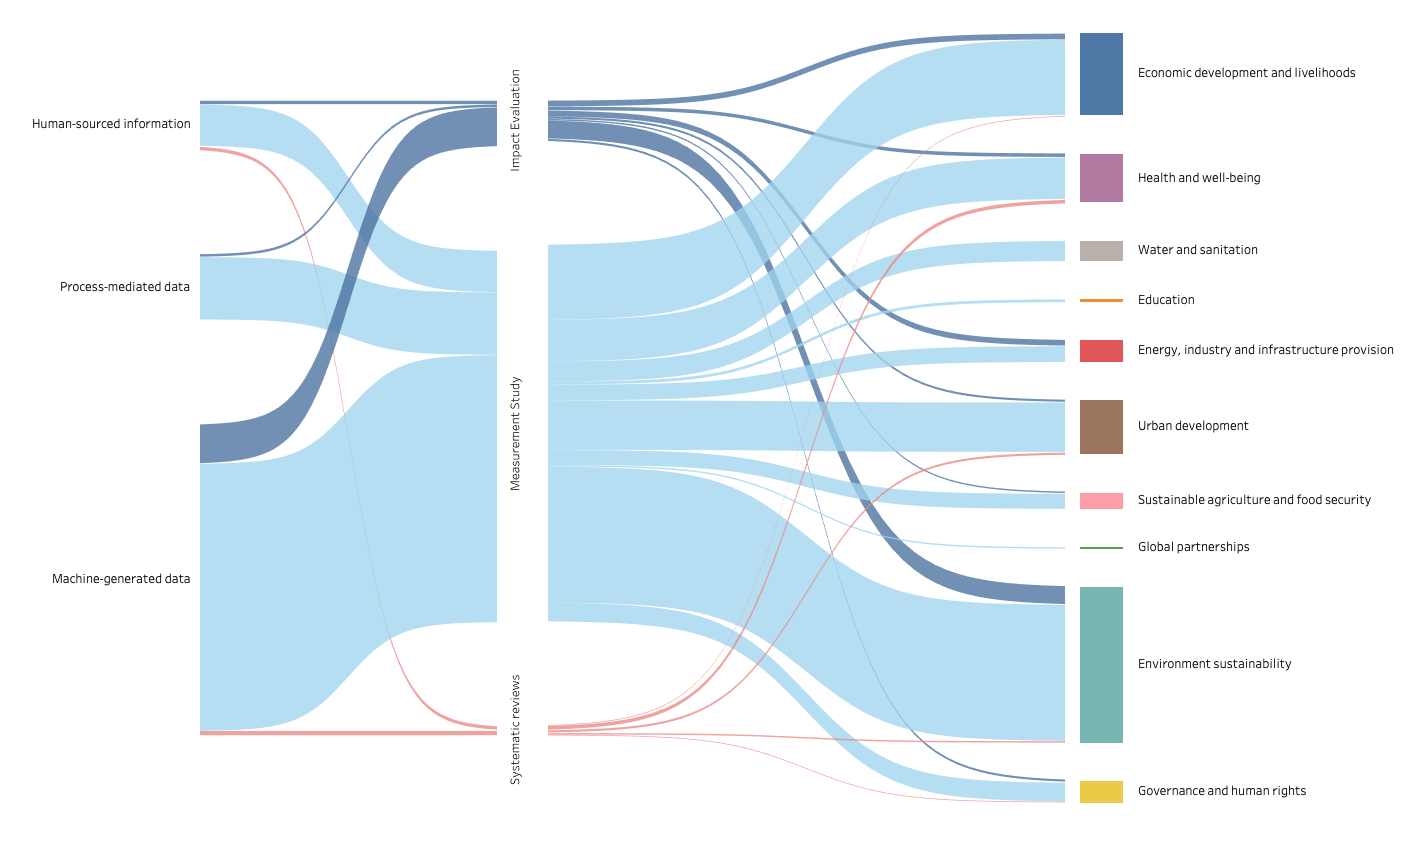 Human-sourced information
Process-mediated data
Machine-generated data
Impact Evaluation
Measurement Study
Systematic reviews
Economic development and livelihoods
Health and well-being
Water and sanitation
Education
Energy, industry and infrastructure provision
Urban development
Sustainable agriculture and food security
Global partnerships
Environment sustainability
Governance and human rights